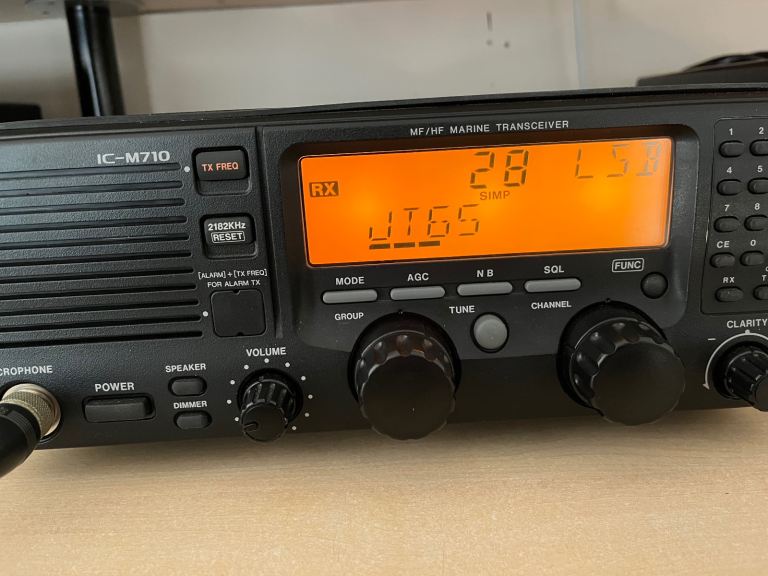 MF/HF MARINE TRANSCEIVER
IC-M710
TX FREQ
RX
28
LSB
SIMP
JT65
2182KHz
RESET
[ALARM]+[TX FREQ]
FOR ALARM TX
MODE
AGC
NB
SQL
FUNC
GROUP
TUNE
CHANNEL
1
2
4
5
7
8
CE
0
RX
T
CLARITY
−
CROPHONE
POWER
SPEAKER
DIMMER
VOLUME